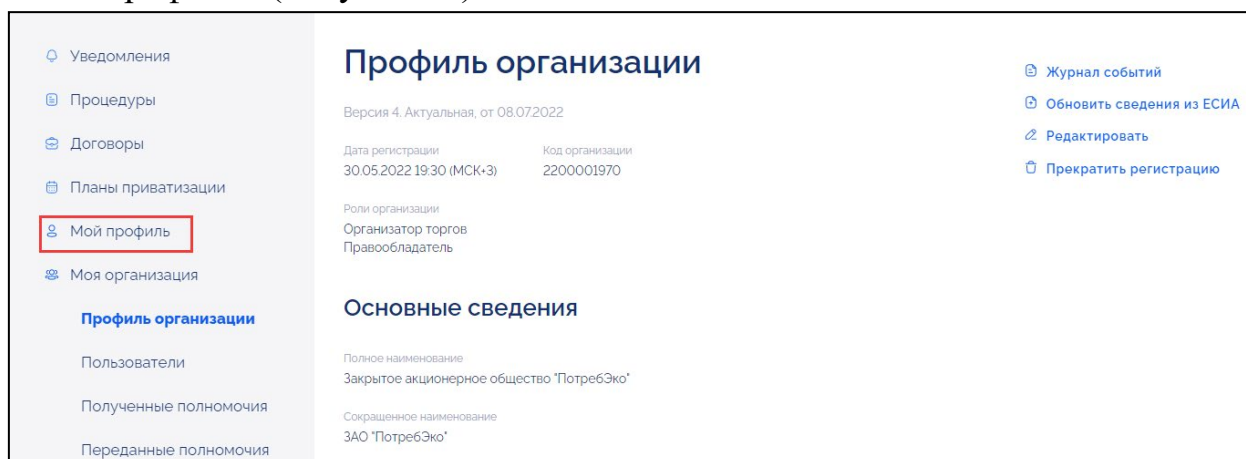 Уведомления
Процедуры
Договоры
Планы приватизации
Мой профиль
Моя организация
Профиль организации
Пользователи
Полученные полномочия
Переданные полномочия
Профиль организации
Версия 4. Актуальная, от 08.07.2022
Дата регистрации
30.05.2022 19:30 (МСК+3)
Код организации
2200001970
Роли организации
Организатор торгов
Правообладатель
Основные сведения
Полное наименование
Закрытое акционерное общество "ПотребЭко"
Сокращенное наименование
ЗАО "ПотребЭко"
Журнал событий
Обновить сведения из ЕСИА
Редактировать
Прекратить регистрацию